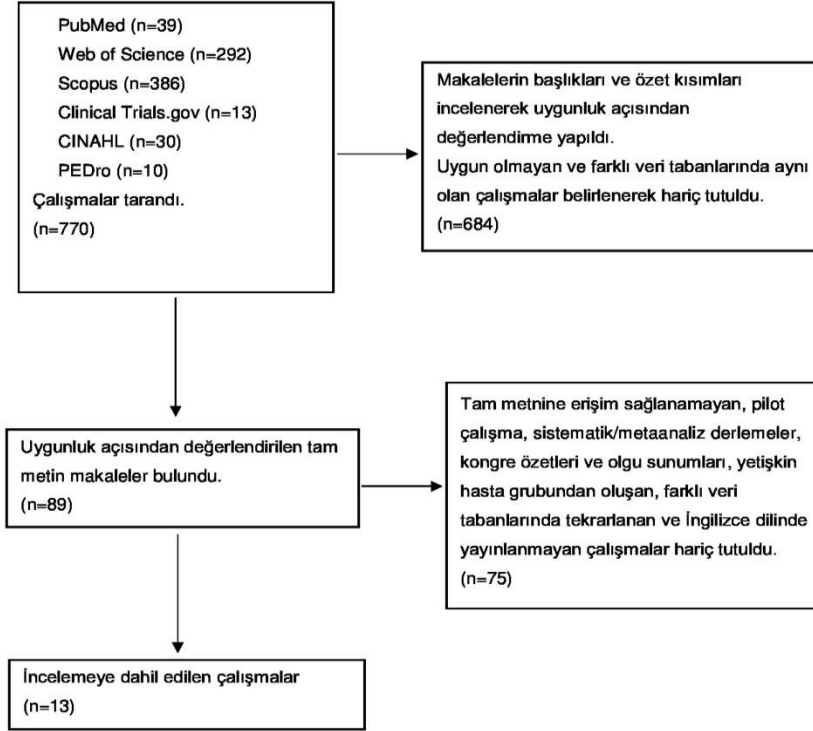 PubMed (n=39)
Web of Science (n=292)
Scopus (n=386)
Clinical Trials.gov (n=13)
CINAHL (n=30)
PEDro (n=10)
Çalışmalar tarandı.
(n=770)
Makalelerin başlıkları ve özet kısımları
incelenerek uygunluk açısından
değerlendirme yapıldı.
Uygun olmayan ve farklı veri tabanlarında aynı
olan çalışmalar belirlenerek hariç tutuldu.
(n=684)
Uygunluk açısından değerlendirilen tam
metin makaleler bulundu.
(n=89)
Tam metnine erişim sağlanamayan, pilot
çalışma, sistematik/metaanaliz derlemeler,
kongre özetleri ve olgu sunumları, yetişkin
hasta grubundan oluşan, farklı veri
tabanlarında tekrarlanan ve İngilizce dilinde
yayınlanmayan çalışmalar hariç tutuldu.
(n=75)
İncelemeye dahil edilen çalışmalar
(n=13)